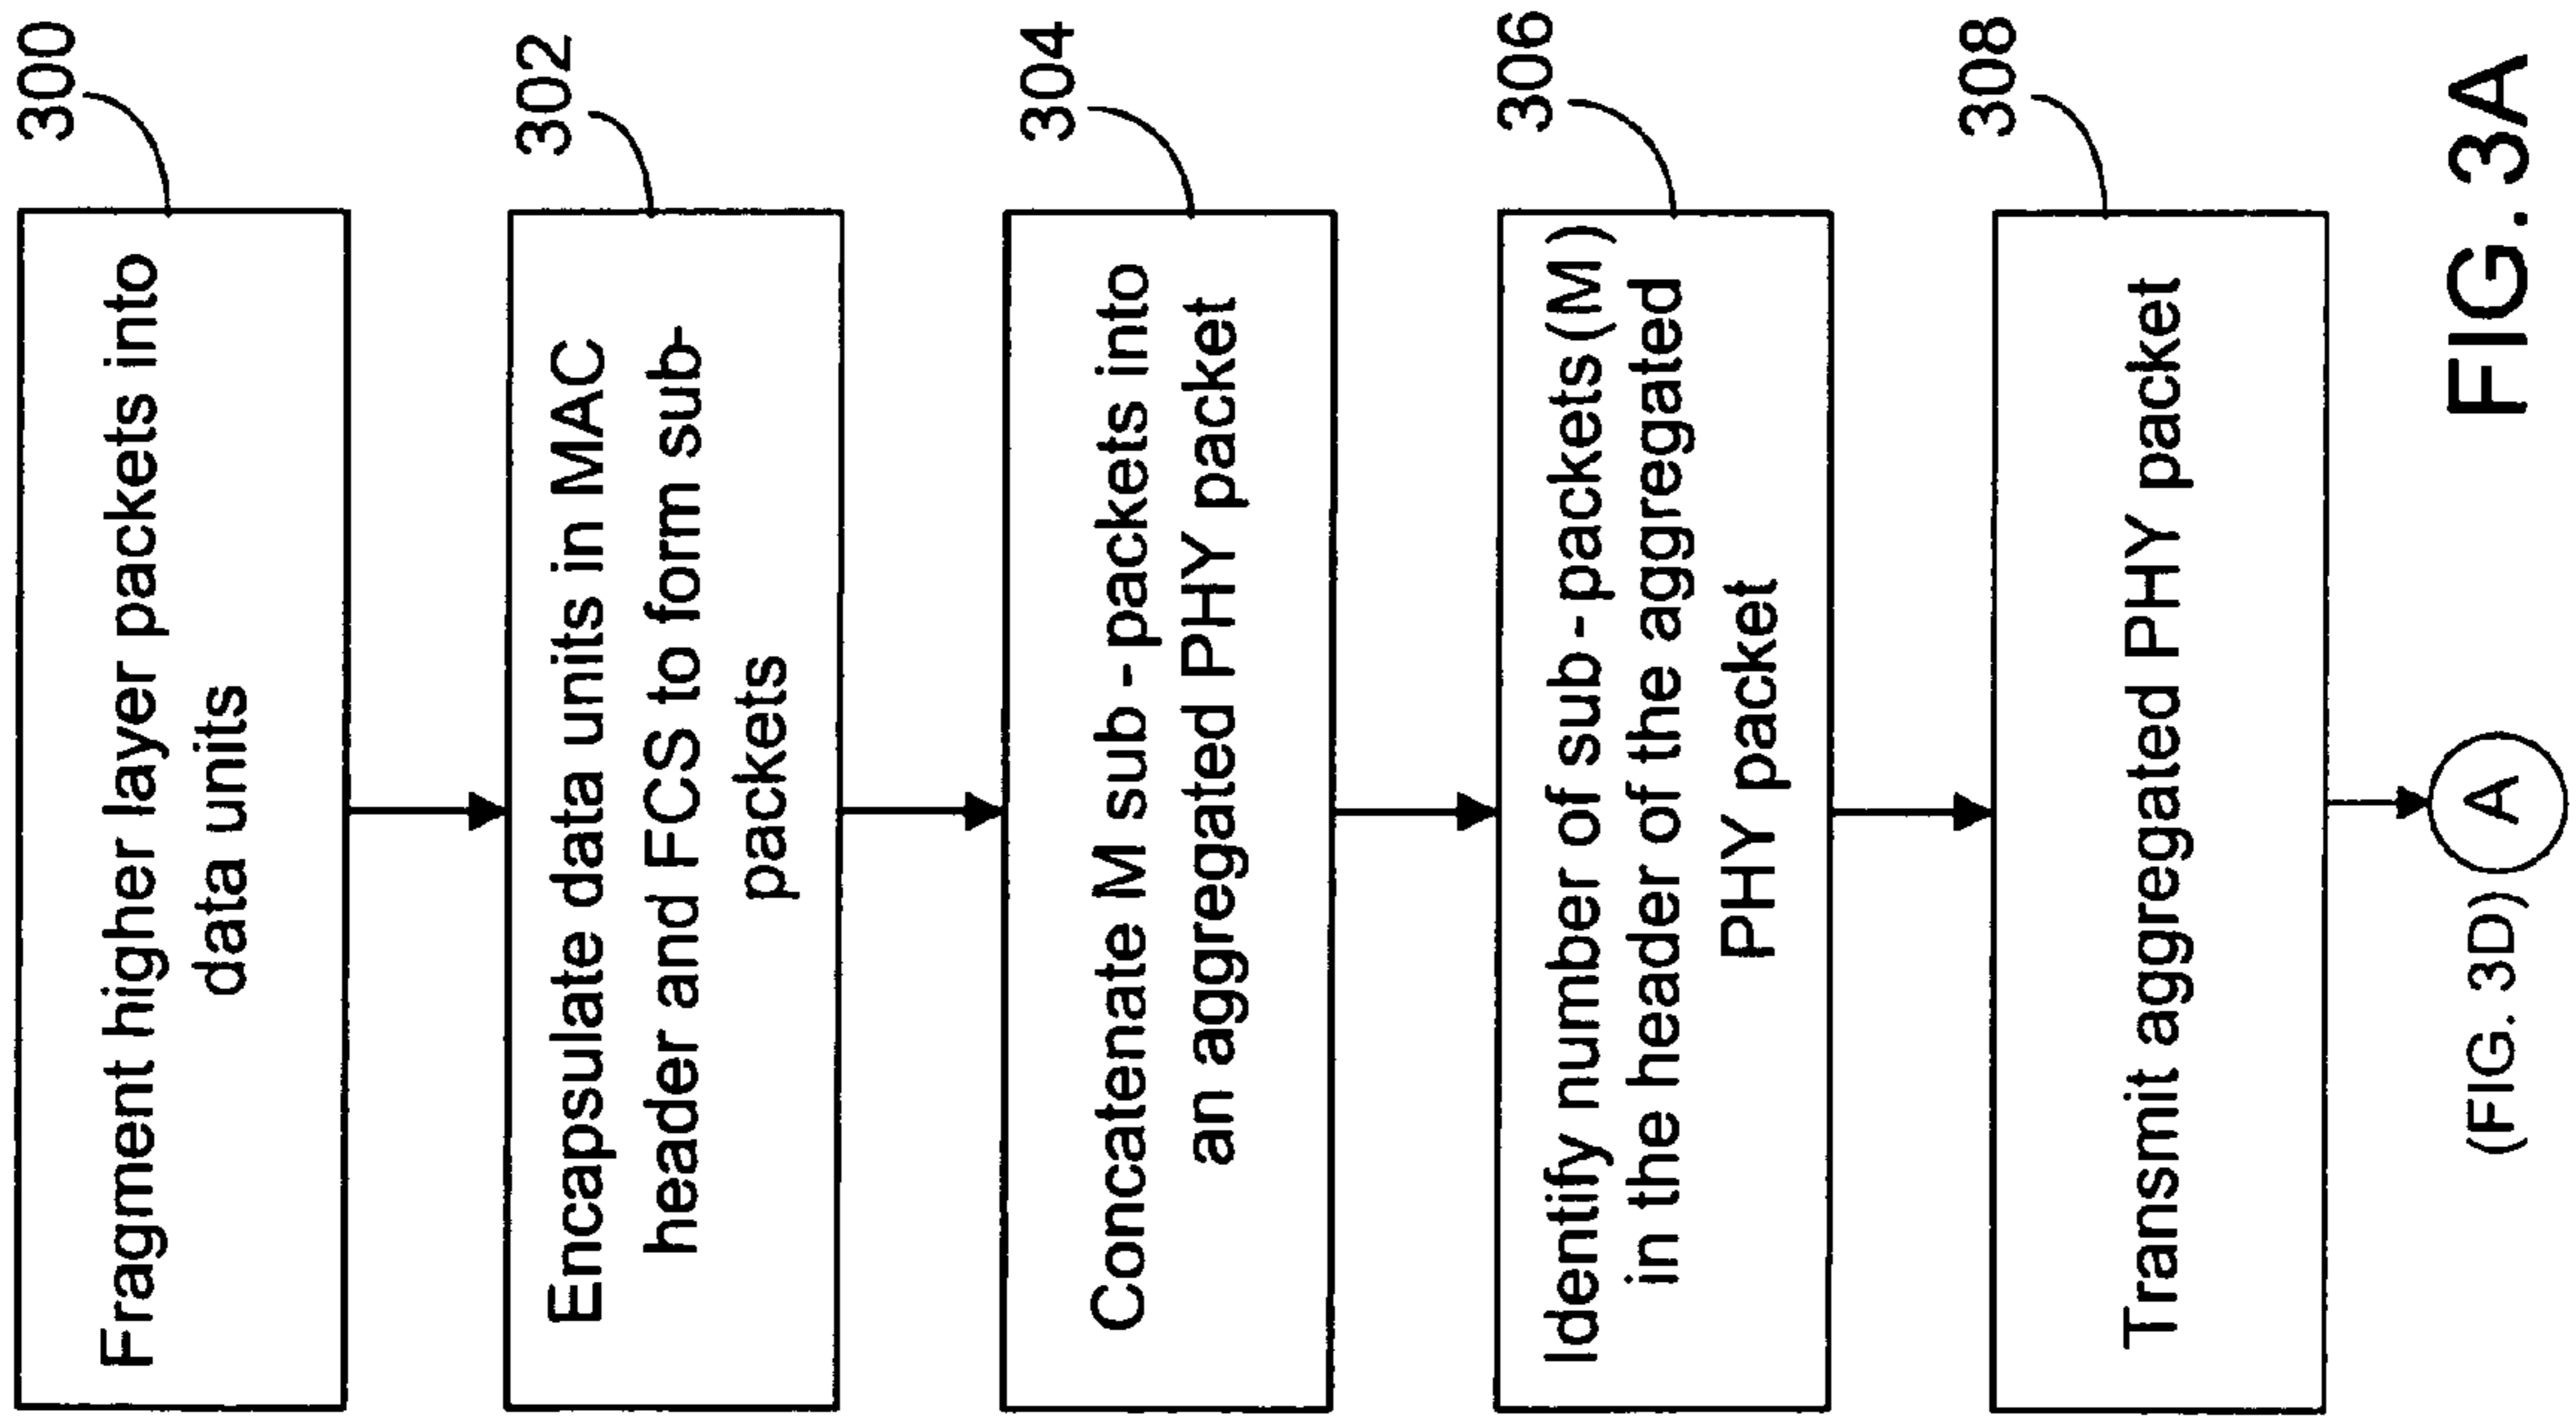 300
Fragment higher layer packets into
data units
302
Encapsulate data units in MAC
header and FCS to form sub-
packets
304
Concatenate M sub - packets into
an aggregated PHY packet
306
Identify number of sub - packets (M)
in the header of the aggregated
PHY packet
308
Transmit aggregated PHY packet
(FIG. 3D) A
FIG. 3A